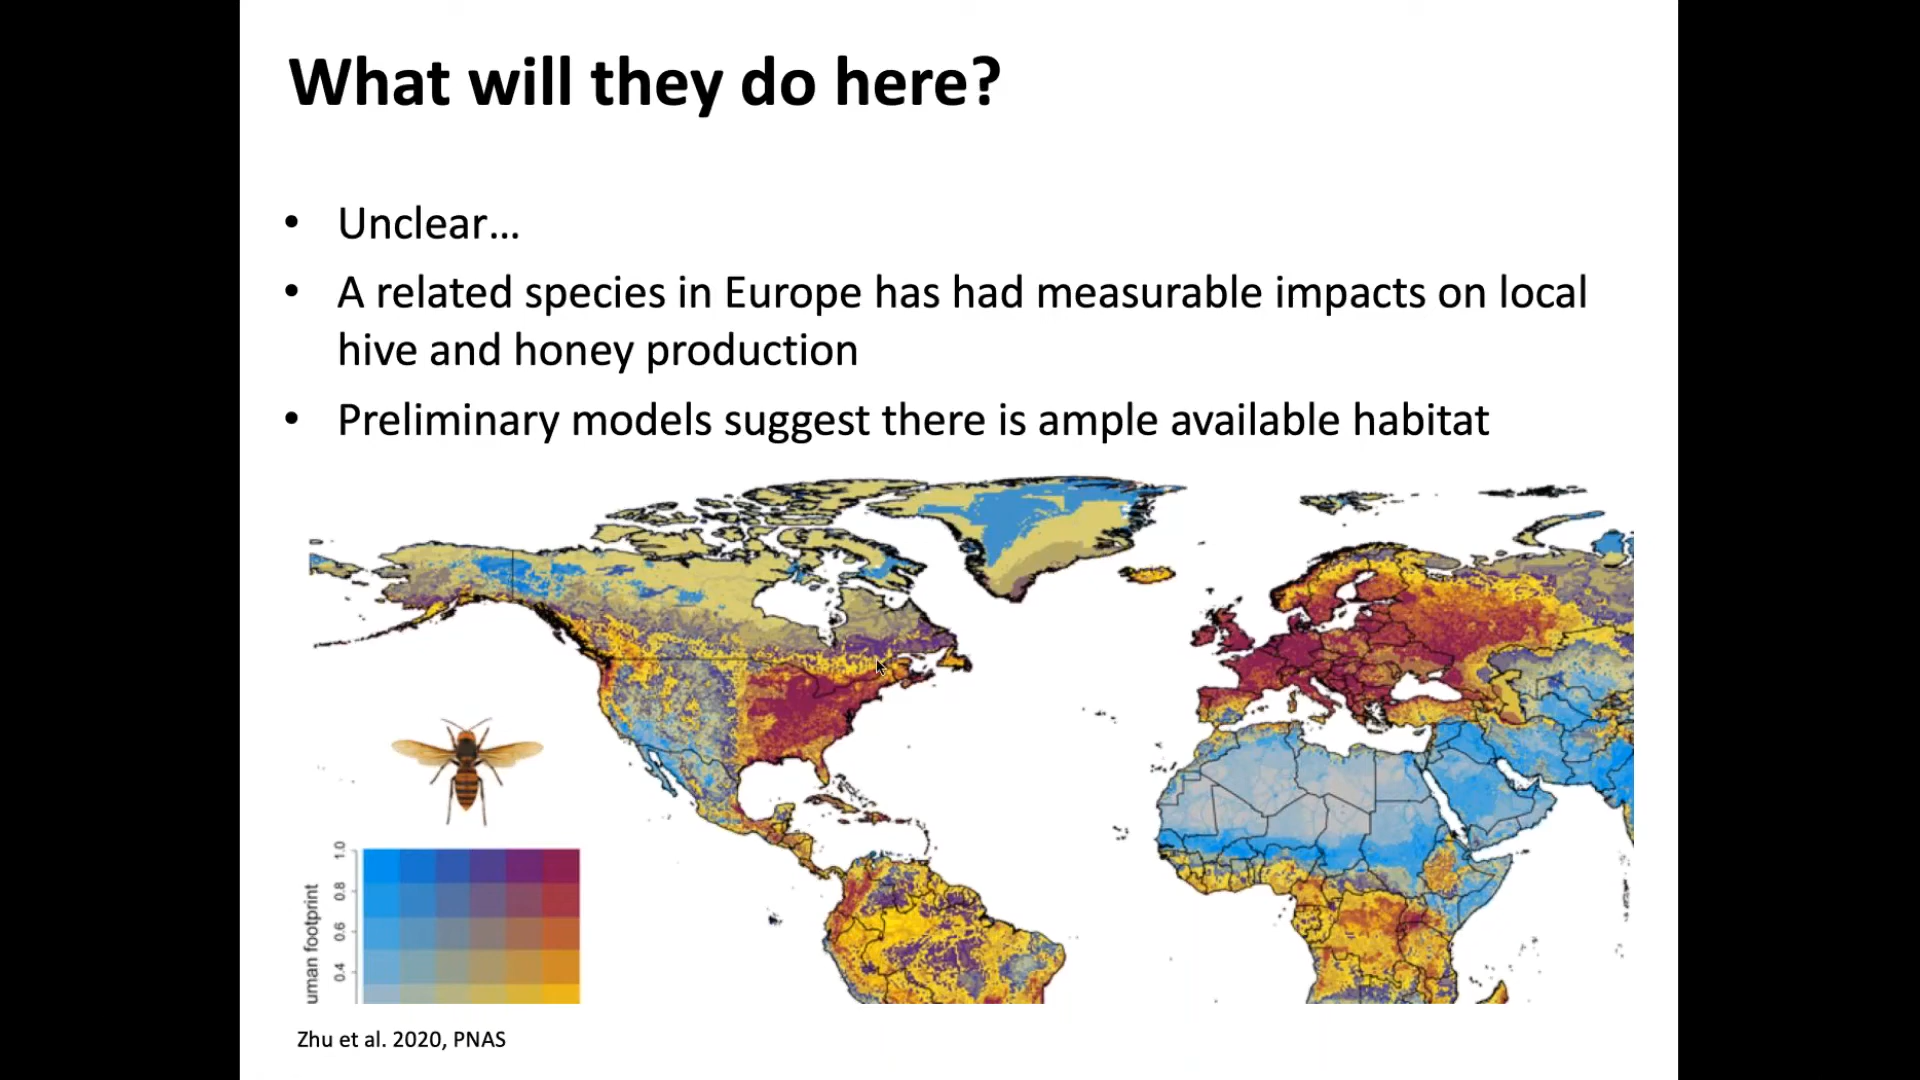 What will they do here?
• Unclear...
• A related species in Europe has had measurable impacts on local
hive and honey production
• Preliminary models suggest there is ample available habitat
1.0
0.8
0.6
0.4
uman footprint
Zhu et al. 2020, PNAS